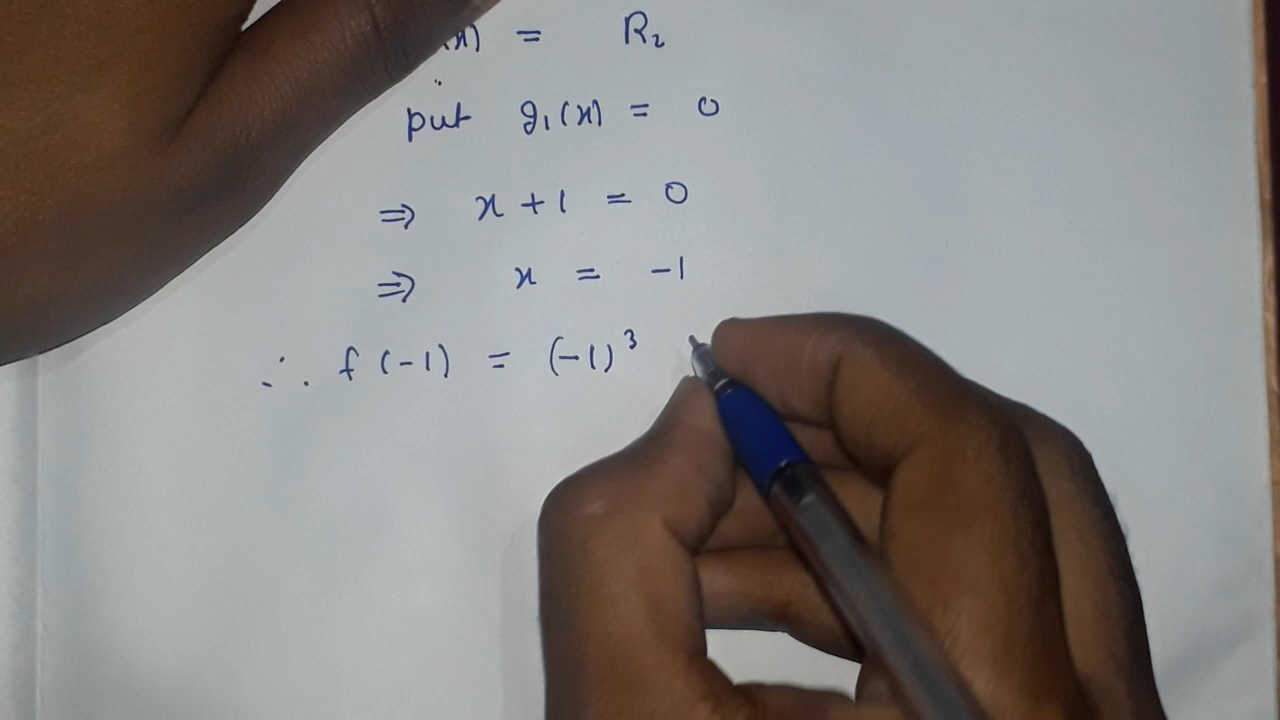 (x) = R₂
put g₁(x) = 0
⇒ x + 1 = 0
⇒ x = -1
∴ f(-1) = (-1)³